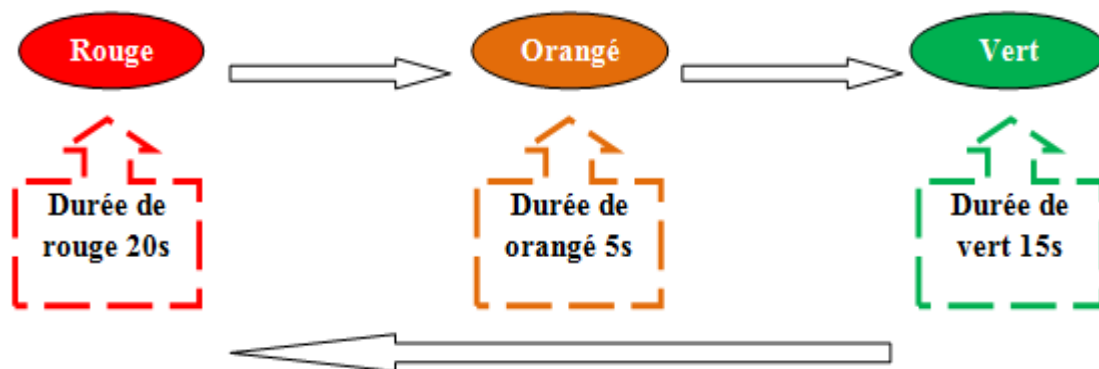 Rouge
Orangé
Vert
Durée de
rouge 20s
Durée de
orangé 5s
Durée de
vert 15s